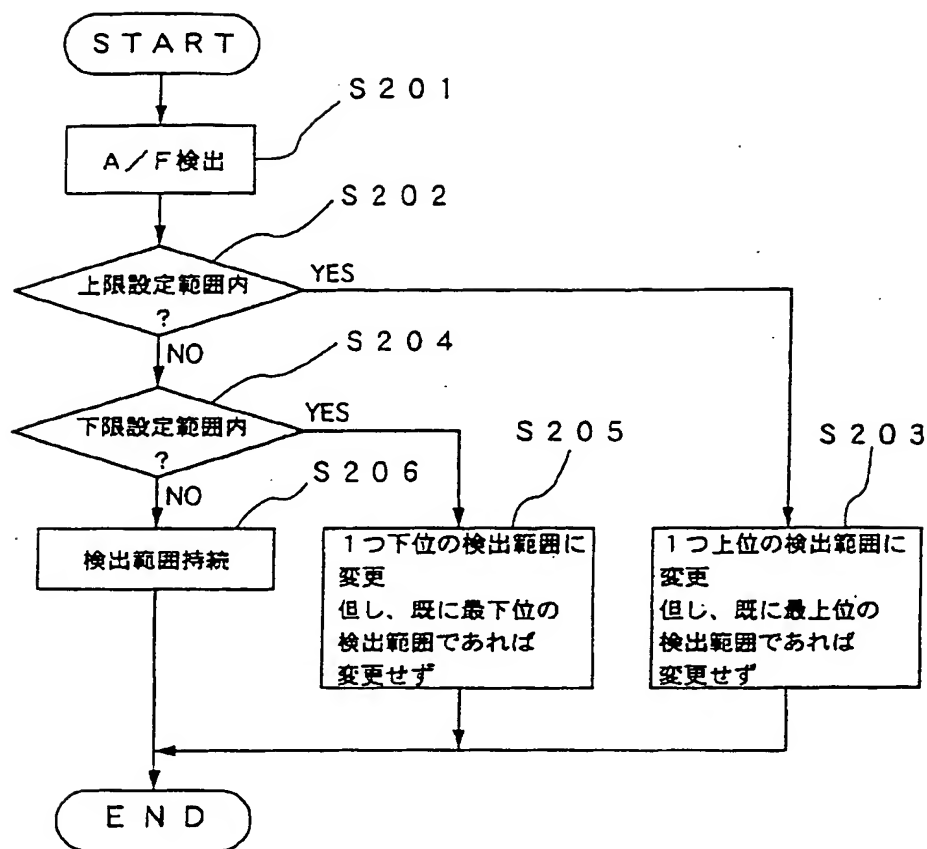 ＳＴＡＲＴ
Ｓ２０１
Ａ／Ｆ検出
Ｓ２０２
上限設定範囲内
？
YES
NO
Ｓ２０４
下限設定範囲内
？
YES
NO
Ｓ２０６
検出範囲持続
Ｓ２０５
１つ下位の検出範囲に
変更
但し、既に最下位の
検出範囲であれば
変更せず
Ｓ２０３
１つ上位の検出範囲に
変更
但し、既に最上位の
検出範囲であれば
変更せず
ＥＮＤ